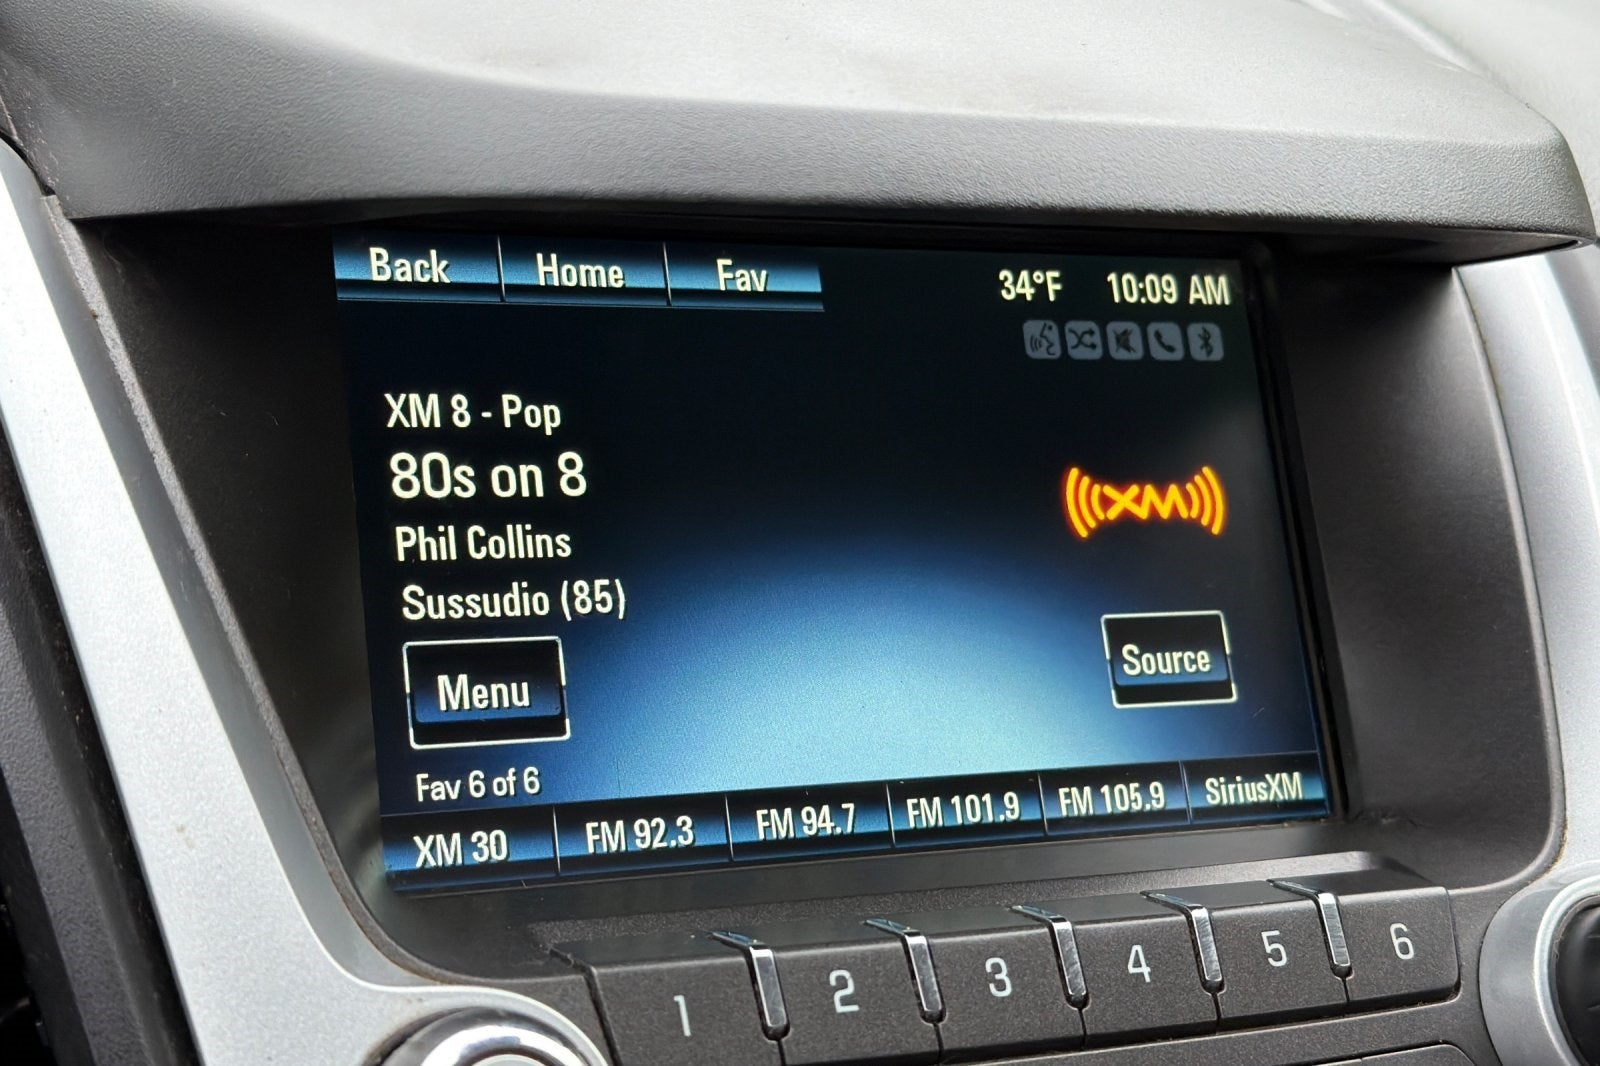 Back Home Fav 34°F 10:09 AM
XM 8 - Pop
80s on 8
XM
Phil Collins
Sussudio (85)
Menu
Source
Fav 6 of 6
XM 30 FM 92.3 FM 94.7 FM 101.9 FM 105.9 SiriusXM
1 2 3 4 5 6